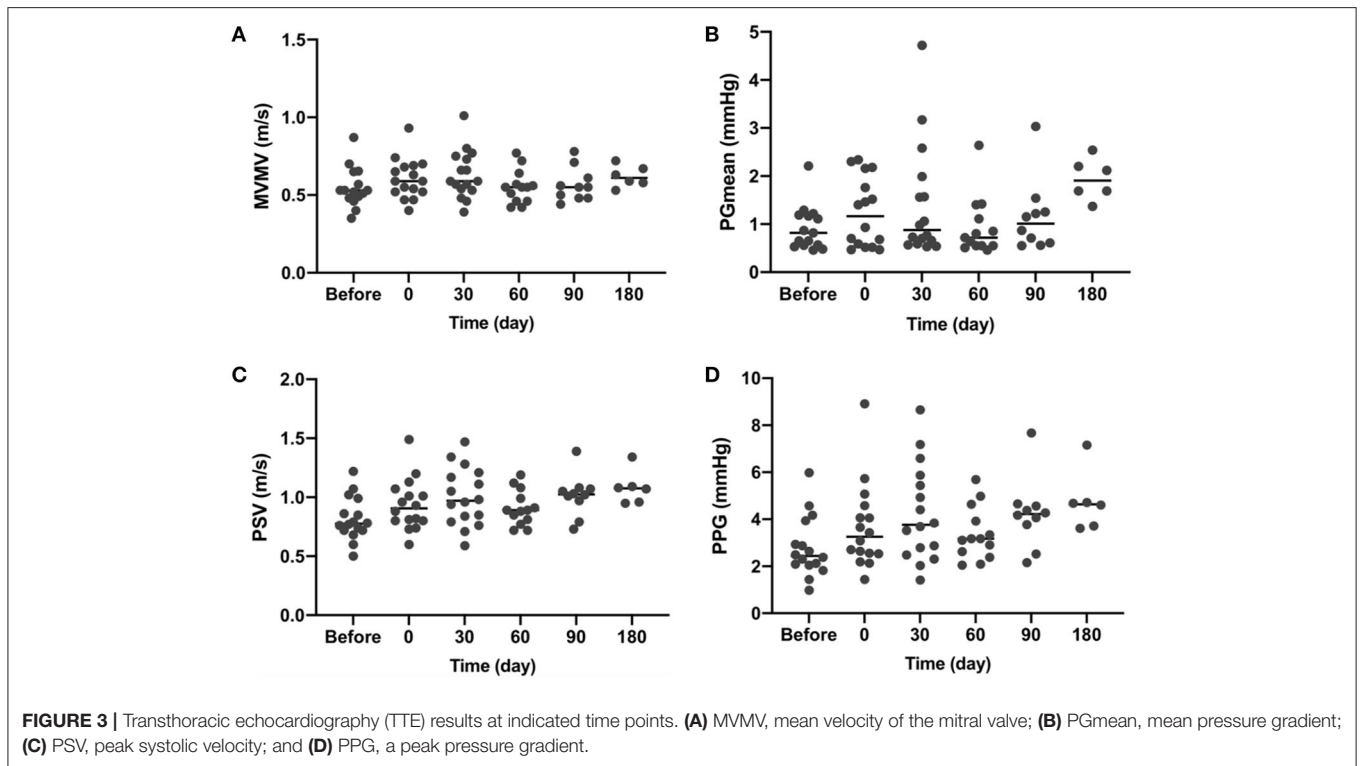 A
1.5
1.0
0.5
0.0
MVMV (m/s)
Before 0 30 60 90 180
Time (day)
B
5
4
3
2
1
0
PGmean (mmHg)
Before 0 30 60 90 180
Time (day)
C
2.0
1.5
1.0
0.5
0.0
PSV (m/s)
Before 0 30 60 90 180
Time (day)
D
10
8
6
4
2
0
PPG (mmHg)
Before 0 30 60 90 180
Time (day)
FIGURE 3 | Transthoracic echocardiography (TTE) results at indicated time points. (A) MVMV, mean velocity of the mitral valve; (B) PGmean, mean pressure gradient;
(C) PSV, peak systolic velocity; and (D) PPG, a peak pressure gradient.